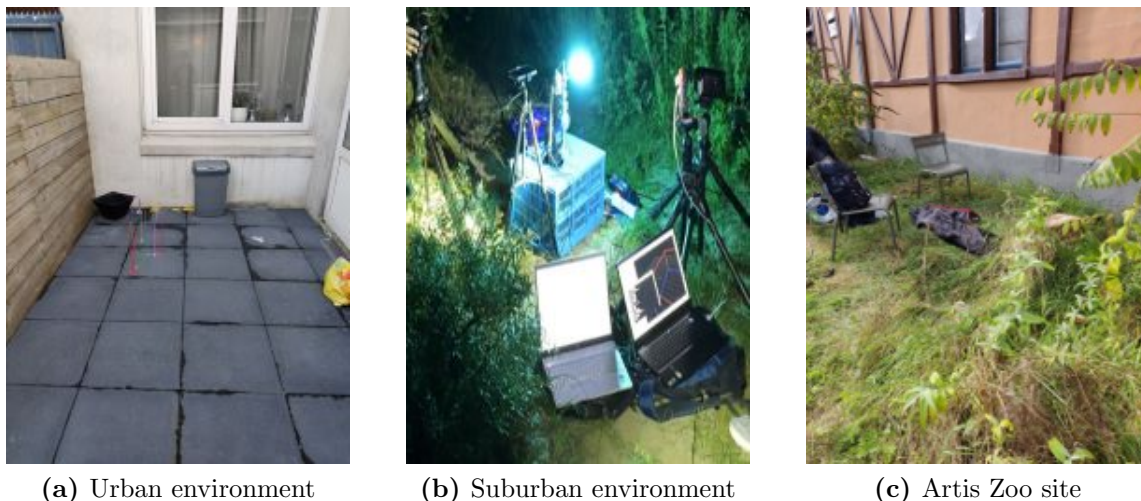 (a) Urban environment
(b) Suburban environment
(c) Artis Zoo site